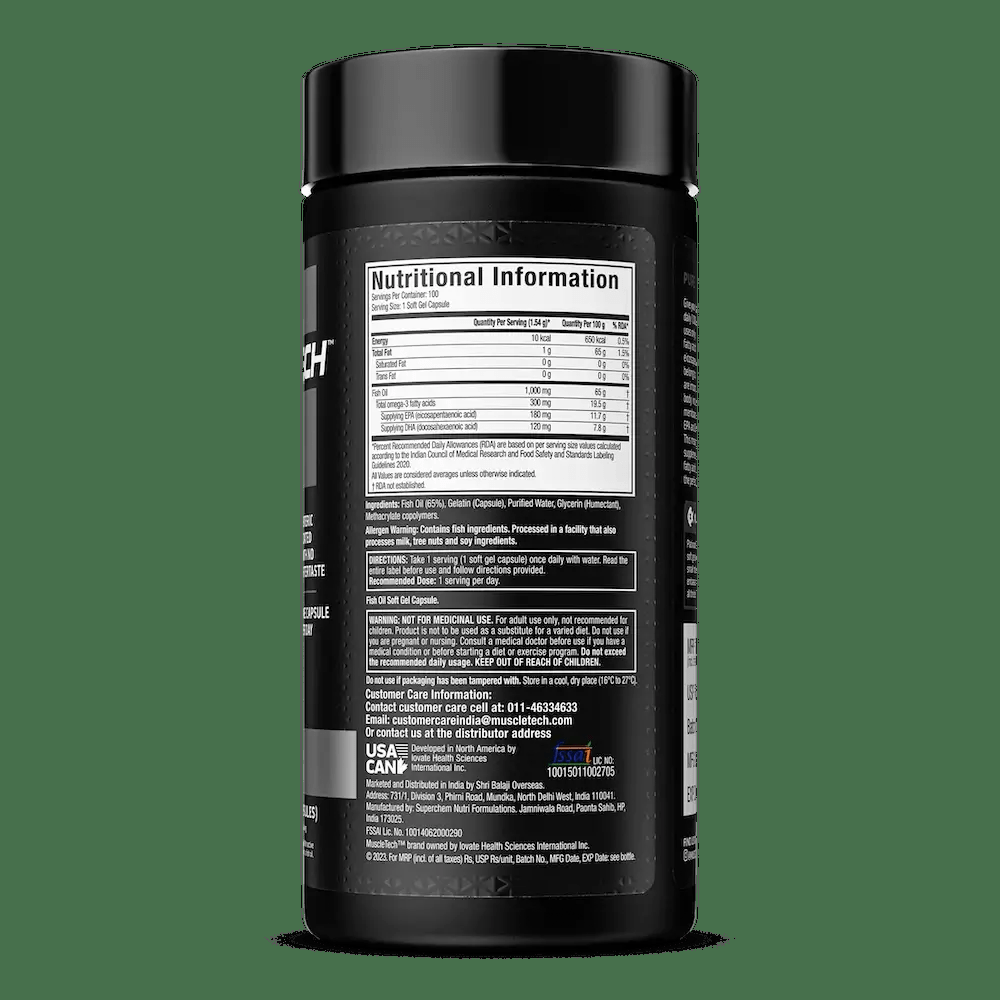 CH™
ECAPSULE
Nutritional Information
Servings Per Container: 100
Serving Size: 1 Soft Gel Capsule
Quantity Per Serving (1.54 g)* Quantity Per 100 g % RDA*
Energy 10 kcal 650 kcal 0.5%
Total Fat 1 g 65 g 1.5%
Saturated Fat 0 g 0 g 0%
Trans Fat 0 g 0 g 0%
Fish Oil 1,000 mg 65 g †
Total omega-3 fatty acids 300 mg 19.5 g †
Supplying EPA (eicosapentaenoic acid) 180 mg 11.7 g †
Supplying DHA (docosahexaenoic acid) 120 mg 7.8 g †
*Percent Recommended Daily Allowances (RDA) are based on per serving size values calculated
according to the Indian Council of Medical Research and Food Safety and Standards Labeling
Guidelines 2020.
All Values are considered averages unless otherwise indicated.
† RDA not established.
Ingredients: Fish Oil (65%), Gelatin (Capsule), Purified Water, Glycerin (Humectant),
Methacrylate copolymers.
Allergen Warning: Contains fish ingredients. Processed in a facility that also
processes milk, tree nuts and soy ingredients.
DIRECTIONS: Take 1 serving (1 soft gel capsule) once daily with water. Read the
entire label before use and follow directions provided.
Recommended Dose: 1 serving per day.
Fish Oil Soft Gel Capsule.
WARNING: NOT FOR MEDICINAL USE. For adult use only, not recommended for
children. Product is not to be used as a substitute for a varied diet. Do not use if
you are pregnant or nursing. Consult a medical doctor before use if you have a
medical condition or before starting a diet or exercise program. Do not exceed
the recommended daily usage. KEEP OUT OF REACH OF CHILDREN.
Do not use if packaging has been tampered with. Store in a cool, dry place (16°C to 27°C).
Customer Care Information:
Contact customer care cell at: 011-46334633
Email: customercareindia@muscletech.com
Or contact us at the distributor address
USA
CAN
Developed in North America by
Iovate Health Sciences
International Inc.
fssai
LIC NO:
10015011002705
Marketed and Distributed in India by Shri Balaji Overseas.
Address: 731/1, Division 3, Phirni Road, Mundka, North Delhi West, India 110041.
Manufactured by: Superchem Nutri Formulations. Jamniwala Road, Paonta Sahib, HP,
India 173025.
FSSAI Lic. No. 10014062000290
MuscleTech™ brand owned by Iovate Health Sciences International Inc.
© 2023. For MRP (incl. of all taxes) Rs, USP Rs/unit, Batch No., MFG Date, EXP Date: see bottle.